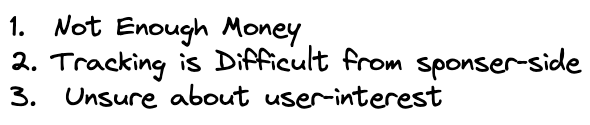 1. Not Enough Money
2. Tracking is Difficult from sponser-side
3. Unsure about user-interest